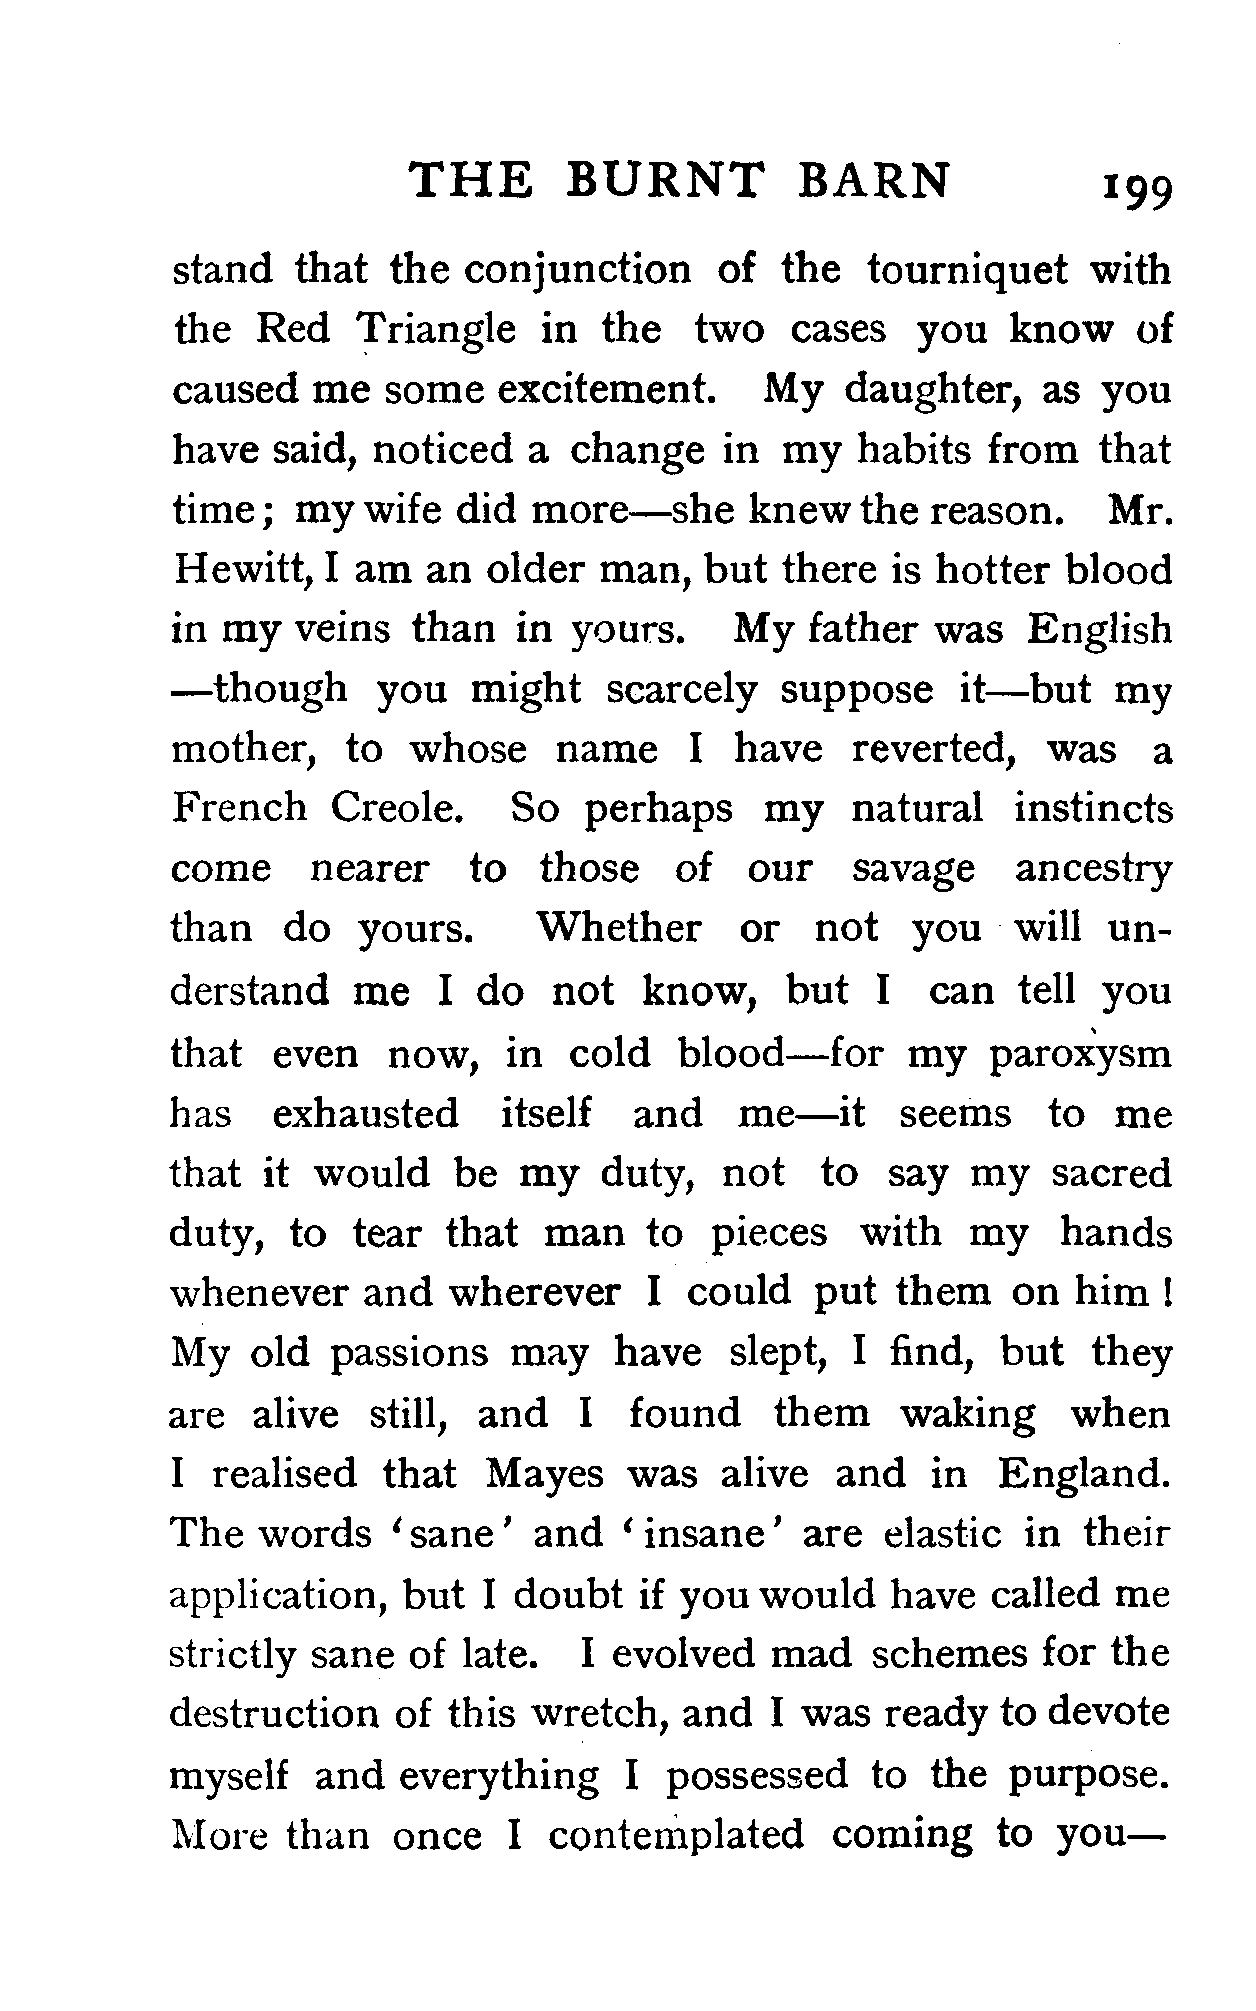 THE BURNT BARN 199
stand that the conjunction of the tourniquet with
the Red Triangle in the two cases you know of
caused me some excitement. My daughter, as you
have said, noticed a change in my habits from that
time; my wife did more—she knew the reason. Mr.
Hewitt, I am an older man, but there is hotter blood
in my veins than in yours. My father was English
—though you might scarcely suppose it—but my
mother, to whose name I have reverted, was a
French Creole. So perhaps my natural instincts
come nearer to those of our savage ancestry
than do yours. Whether or not you will un-
derstand me I do not know, but I can tell you
that even now, in cold blood—for my paroxysm
has exhausted itself and me—it seems to me
that it would be my duty, not to say my sacred
duty, to tear that man to pieces with my hands
whenever and wherever I could put them on him!
My old passions may have slept, I find, but they
are alive still, and I found them waking when
I realised that Mayes was alive and in England.
The words ‘sane’ and ‘insane’ are elastic in their
application, but I doubt if you would have called me
strictly sane of late. I evolved mad schemes for the
destruction of this wretch, and I was ready to devote
myself and everything I possessed to the purpose.
More than once I contemplated coming to you—